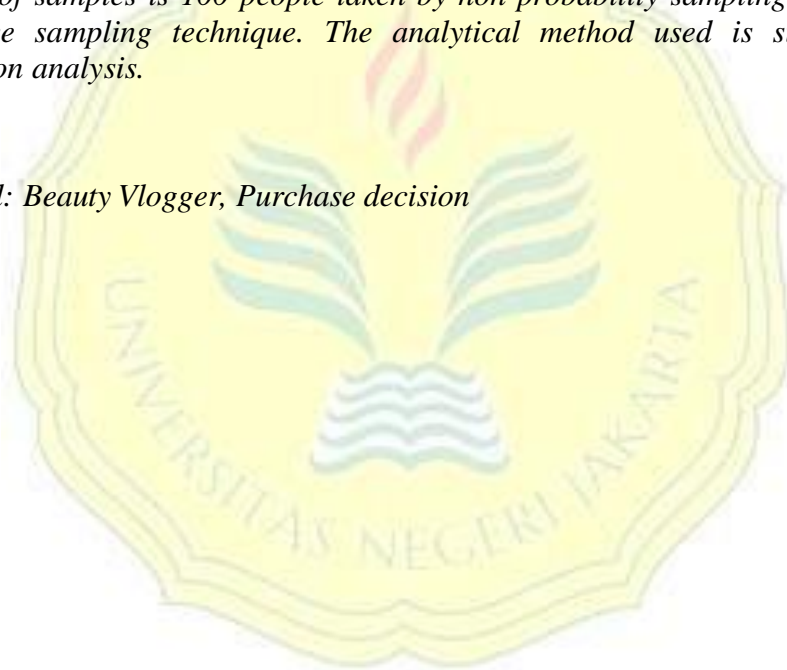 of samples is 100 people taken by non probability sampling
sampling technique. The analytical method used is
analysis.
Beauty Vlogger, Purchase decision
UNIVERSITAS NEGERI JAKARTA